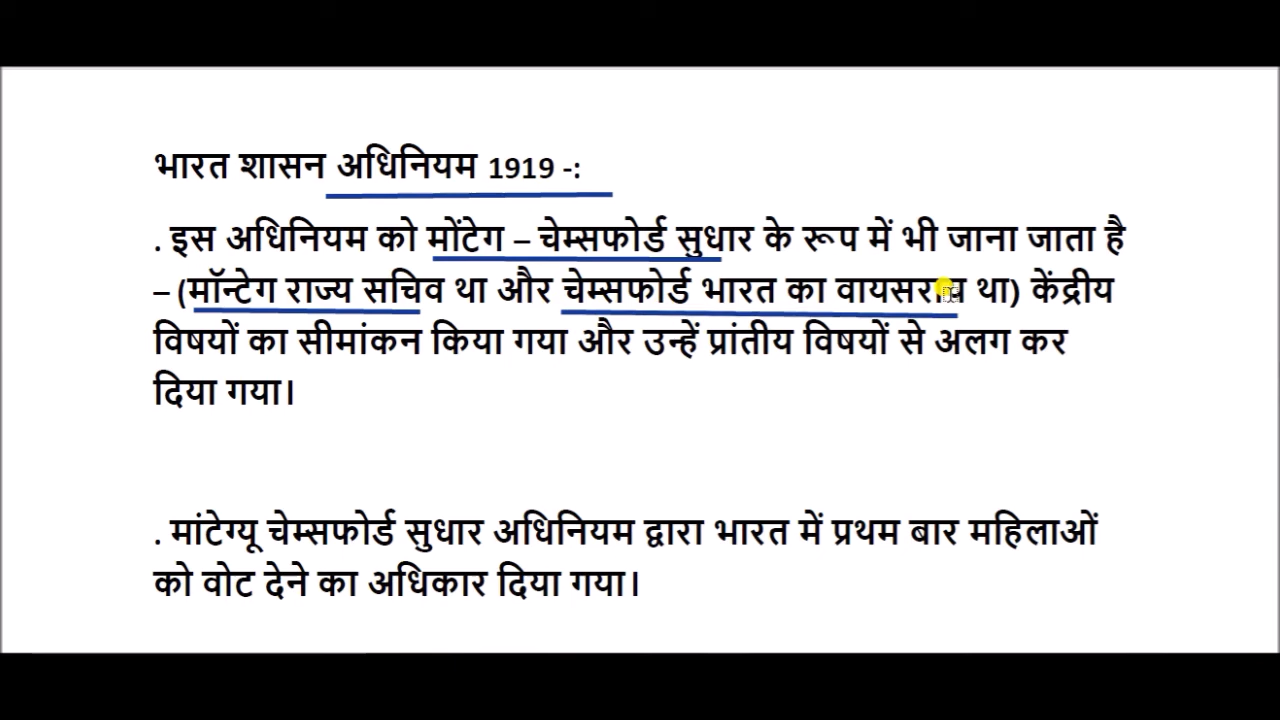 भारत शासन अधिनियम 1919 -:
. इस अधिनियम को मोंटेग – चेम्सफोर्ड सुधार के रूप में भी जाना जाता है
– (मॉन्टेग राज्य सचिव था और चेम्सफोर्ड भारत का वायसराय था) केंद्रीय
विषयों का सीमांकन किया गया और उन्हें प्रांतीय विषयों से अलग कर
दिया गया।
. मांटेग्यू चेम्सफोर्ड सुधार अधिनियम द्वारा भारत में प्रथम बार महिलाओं
को वोट देने का अधिकार दिया गया।